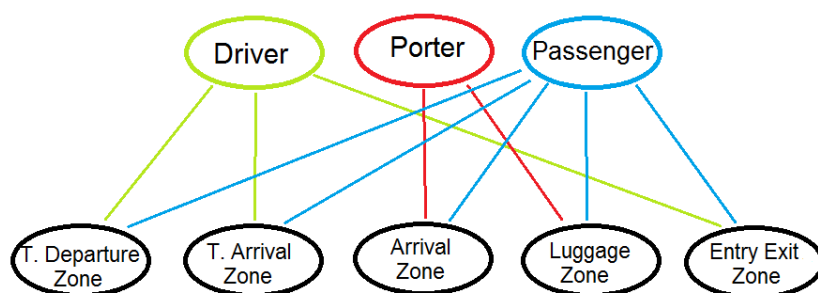 Driver
Porter
Passenger
T. Departure
Zone
T. Arrival
Zone
Arrival
Zone
Luggage
Zone
Entry Exit
Zone